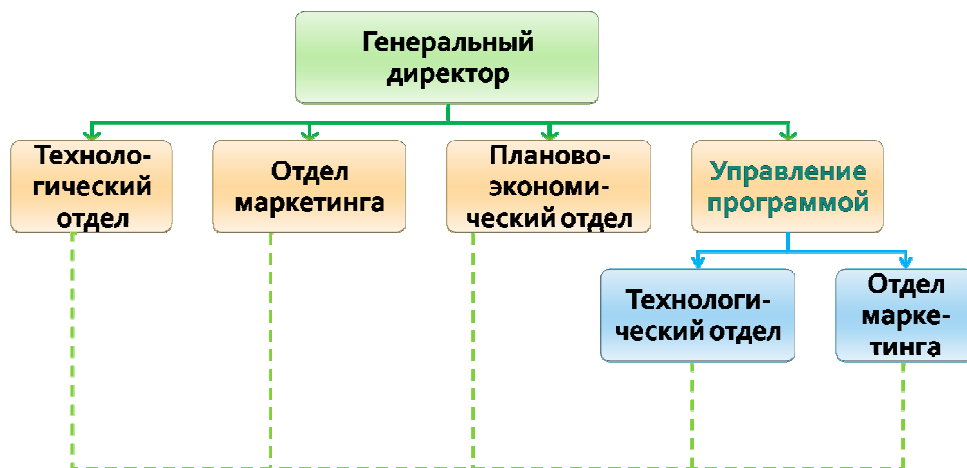 Генеральный
директор
Техноло-
гический
отдел
Отдел
маркетинга
Планово-
экономи-
ческий отдел
Управление
программой
Технологи-
ческий отдел
Отдел
марке-
тинга